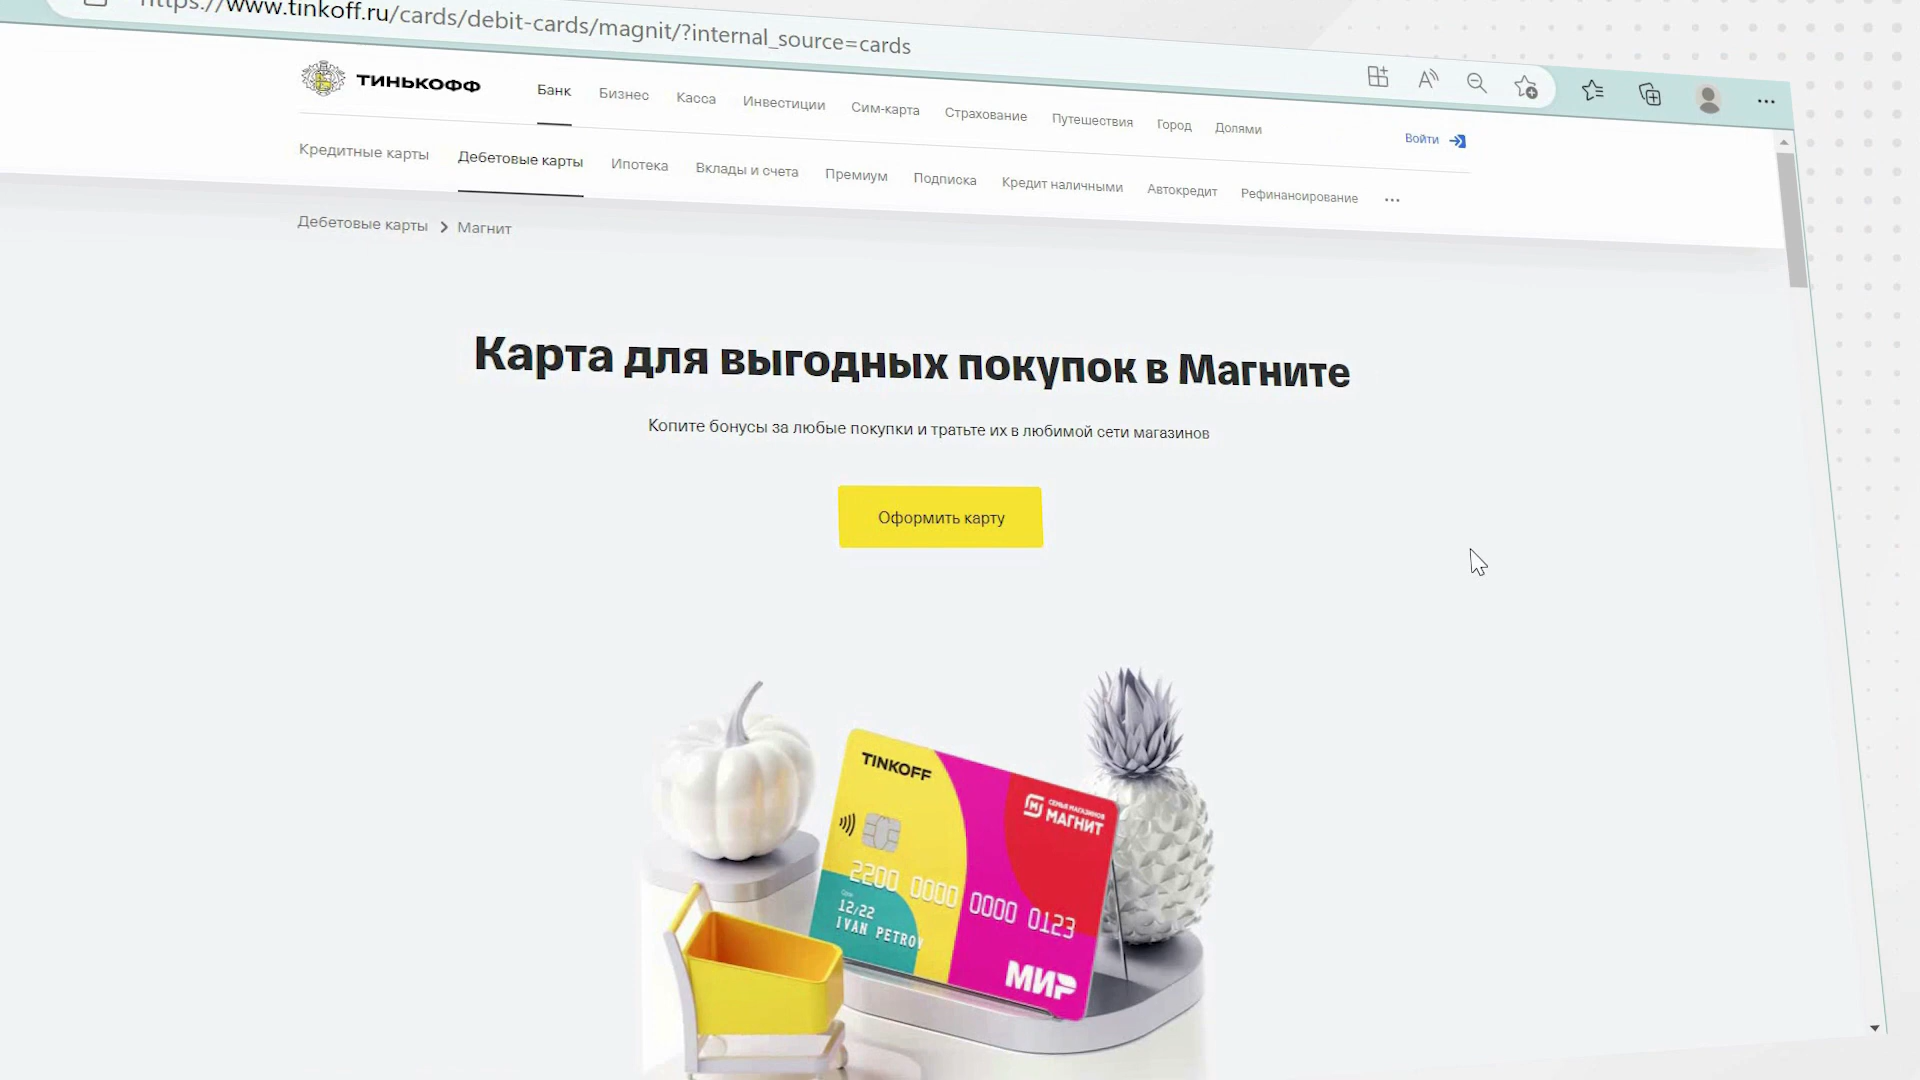 https://www.tinkoff.ru/cards/debit-cards/magnit/?internal_source=cards
ТИНЬКОФФ
Банк Бизнес Касса Инвестиции Сим-карта Страхование Путешествия Город Долями
Войти
Кредитные карты Дебетовые карты Ипотека Вклады и счета Премиум Подписка Кредит наличными Автокредит Рефинансирование ...
Дебетовые карты > Магнит
Карта для выгодных покупок в Магните
Копите бонусы за любые покупки и тратьте их в любимой сети магазинов
Оформить карту
TINKOFF
СЕМЬЯ МАГАЗИНОВ
МАГНИТ
2200 0000 0000 0123
Срок
12/22
IVAN PETROV
МИР